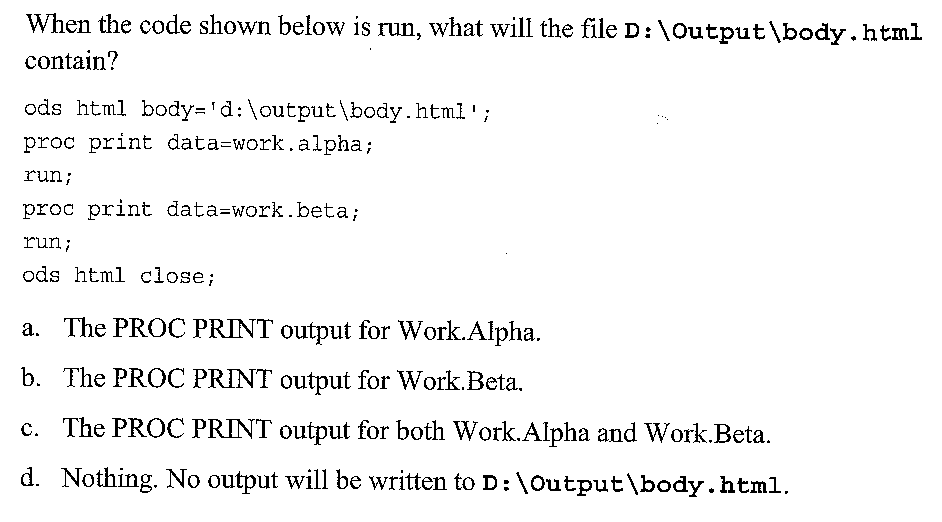 When the code shown below is run, what will the file D:\Output\body.html
contain?
ods html body='d:\output\body.html';
proc print data=work.alpha;
run;
proc print data=work.beta;
run;
ods html close;
a. The PROC PRINT output for Work.Alpha.
b. The PROC PRINT output for Work.Beta.
c. The PROC PRINT output for both Work.Alpha and Work.Beta.
d. Nothing. No output will be written to D:\Output\body.html.